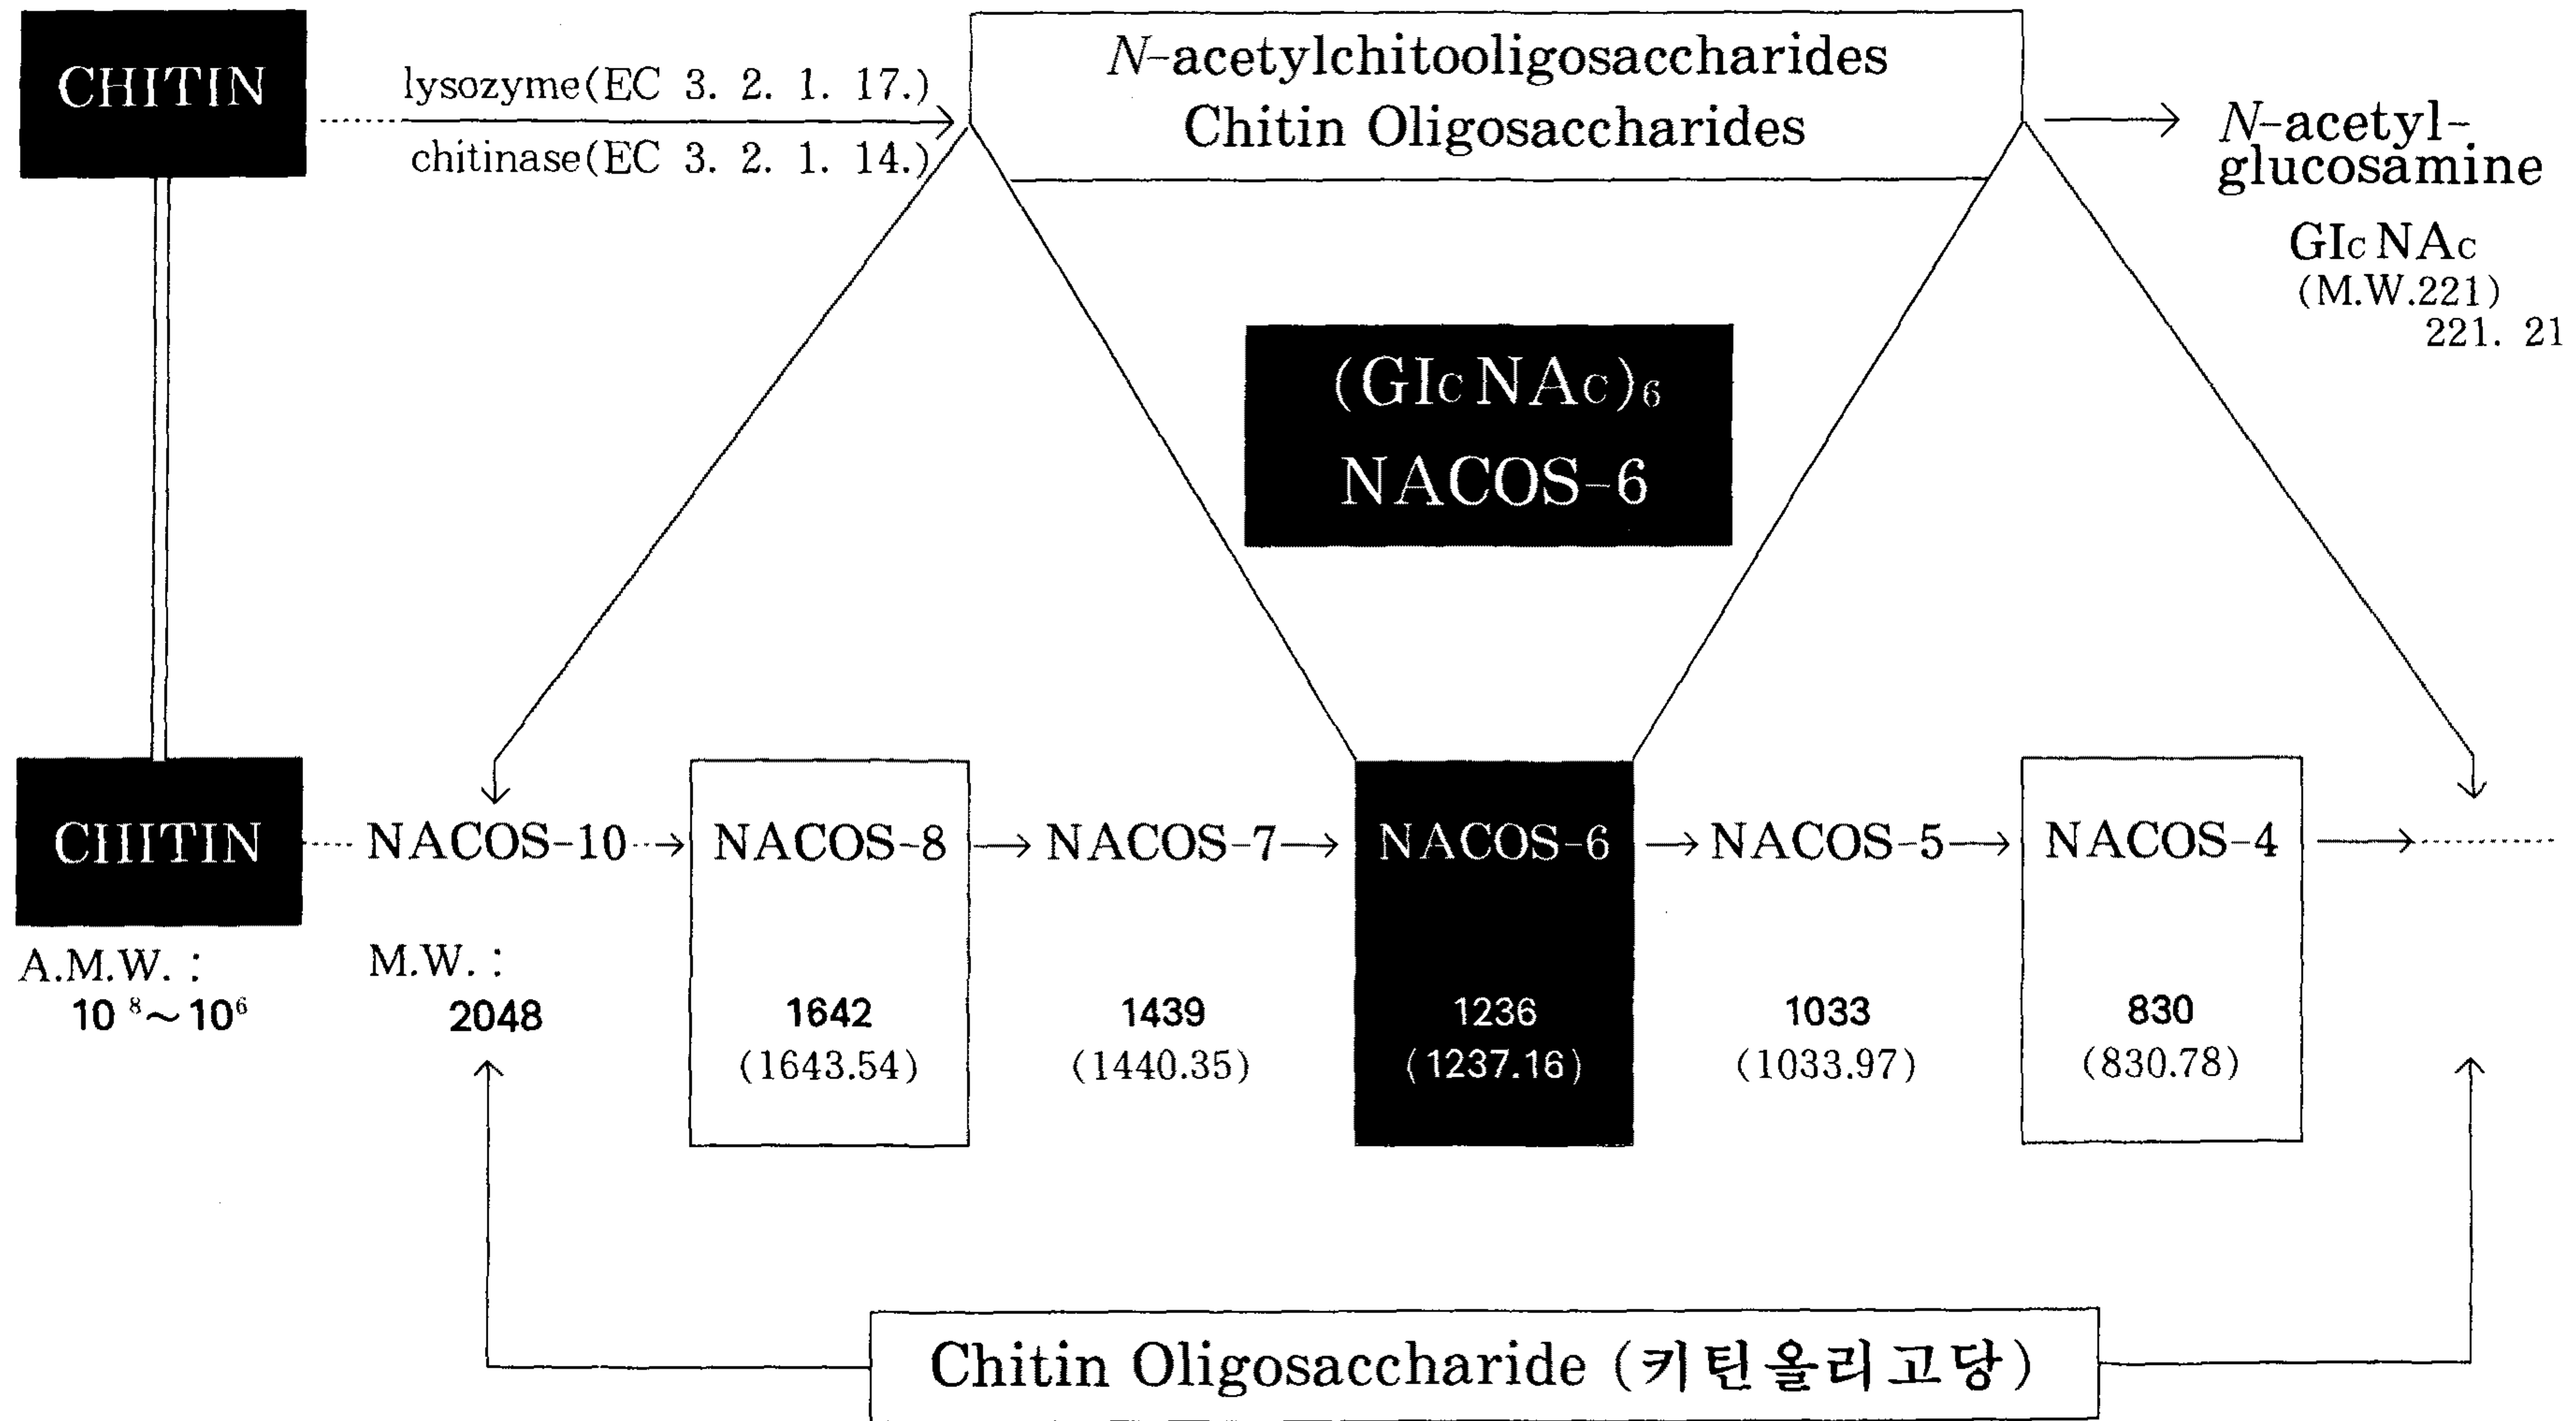 CHITIN
lysozyme(EC 3. 2. 1. 17.)
chitinase(EC 3. 2. 1. 14.)
N-acetylchitooligosaccharides
Chitin Oligosaccharides
N-acetyl-
glucosamine
GlcNAc
(M.W.221)
221. 21
(GlcNAc)₆
NACOS-6
CHITIN
NACOS-10
NACOS-8
NACOS-7
NACOS-6
NACOS-5
NACOS-4
A.M.W. :
10⁸~10⁶
M.W. :
2048
1642
(1643.54)
1439
(1440.35)
1236
(1237.16)
1033
(1033.97)
830
(830.78)
Chitin Oligosaccharide (키틴올리고당)